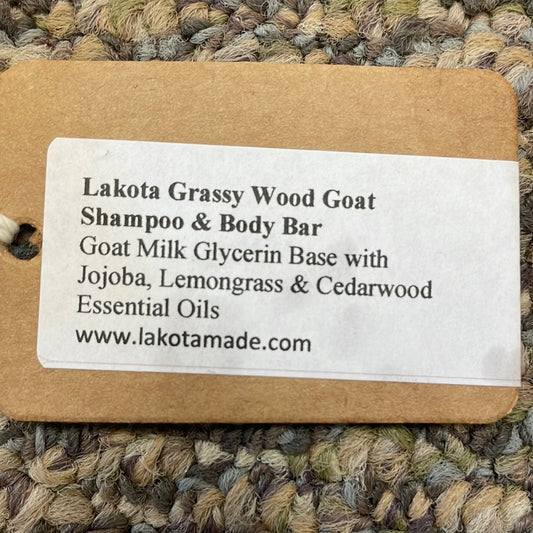 Lakota Grassy Wood Goat
Shampoo & Body Bar
Goat Milk Glycerin Base with
Jojoba, Lemongrass & Cedarwood
Essential Oils
www.lakotamade.com